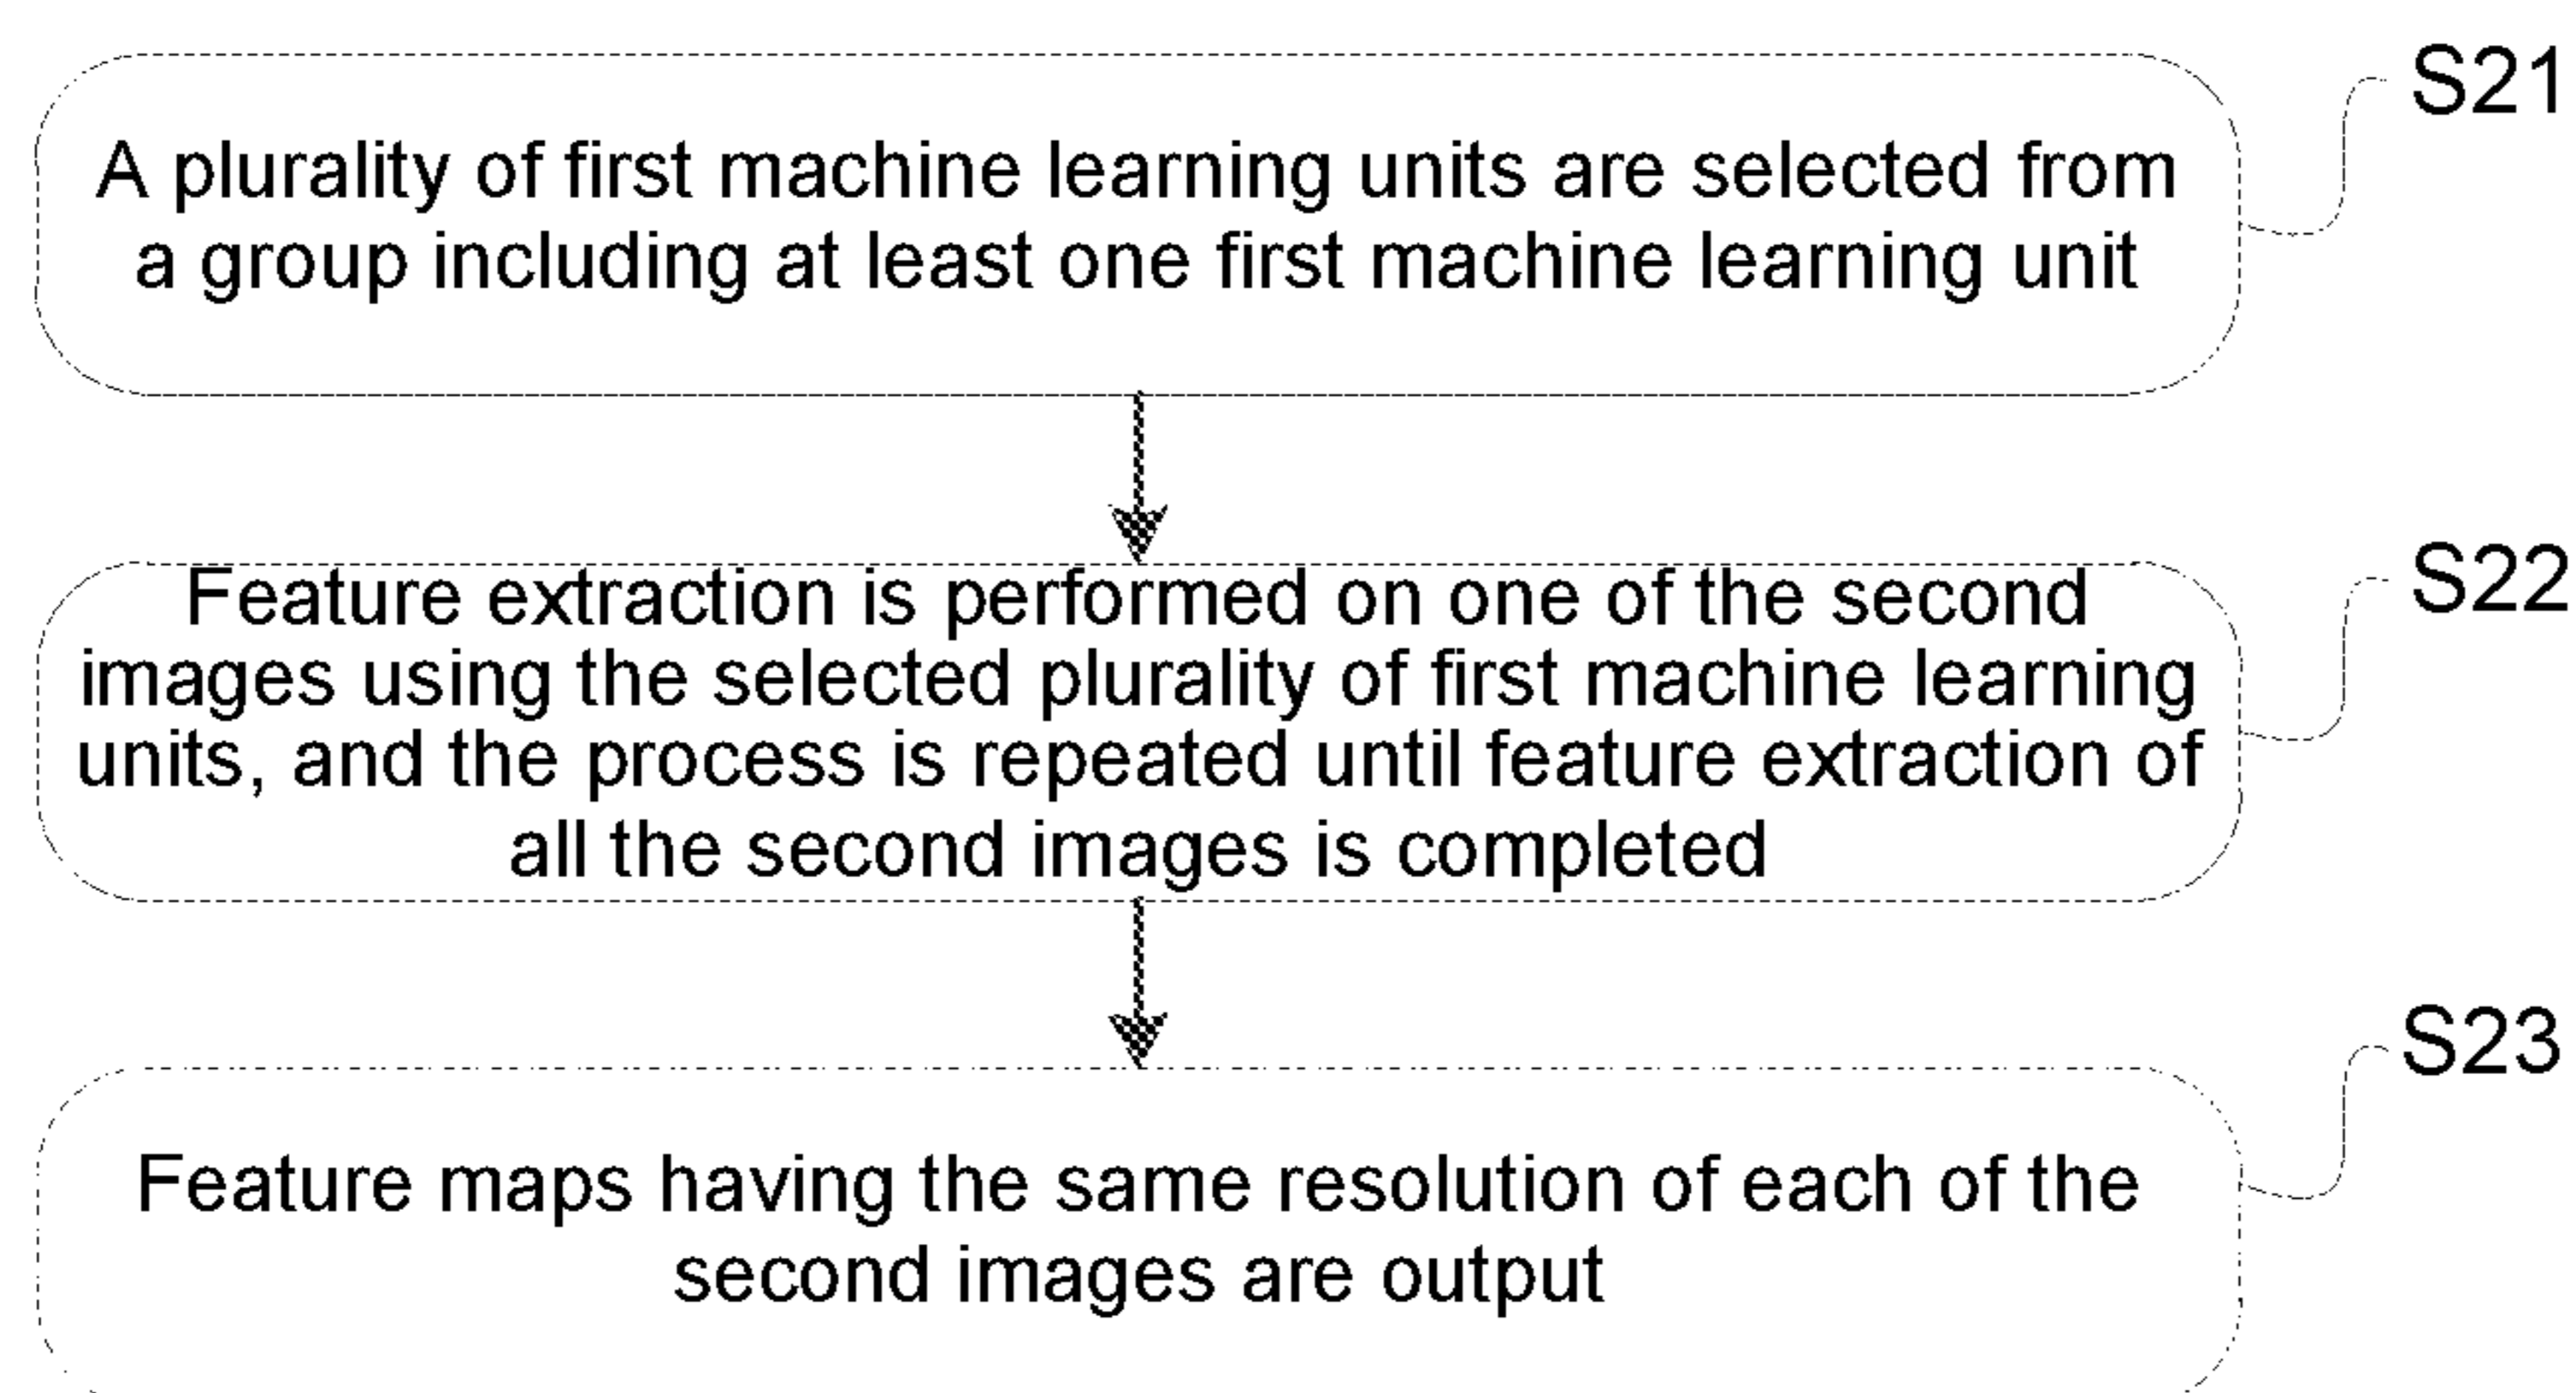 S21
A plurality of first machine learning units are selected from
a group including at least one first machine learning unit
S22
Feature extraction is performed on one of the second
images using the selected plurality of first machine learning
units, and the process is repeated until feature extraction of
all the second images is completed
S23
Feature maps having the same resolution of each of the
second images are output